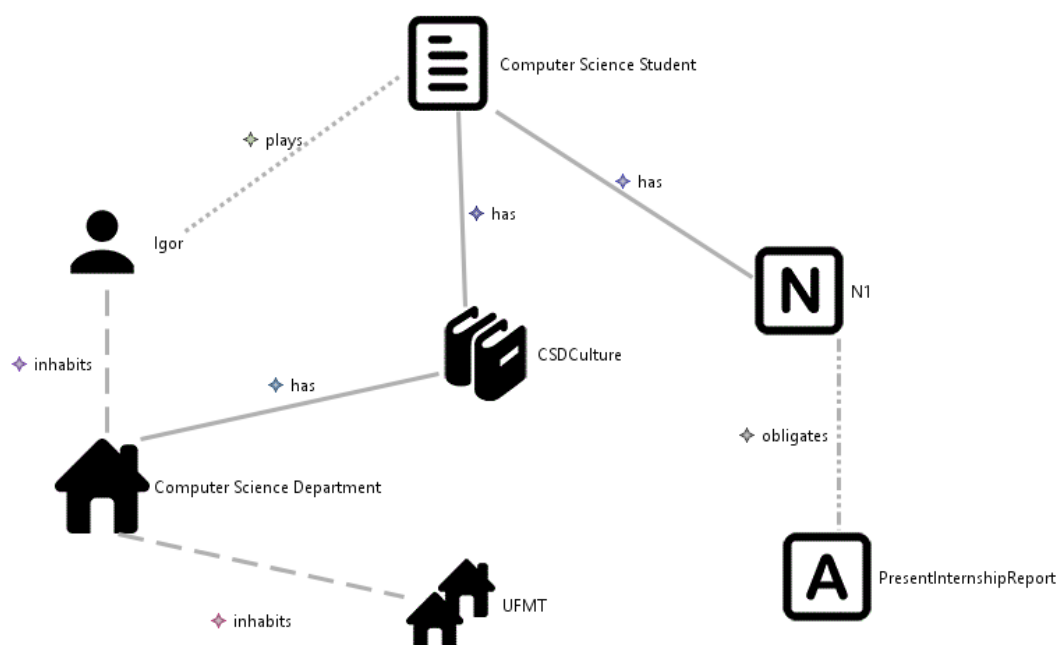 Computer Science Student
plays
has
has
Igor
N
N1
CSDCulture
inhabits
has
obligates
Computer Science Department
A
PresentInternshipReport
UFMT
inhabits